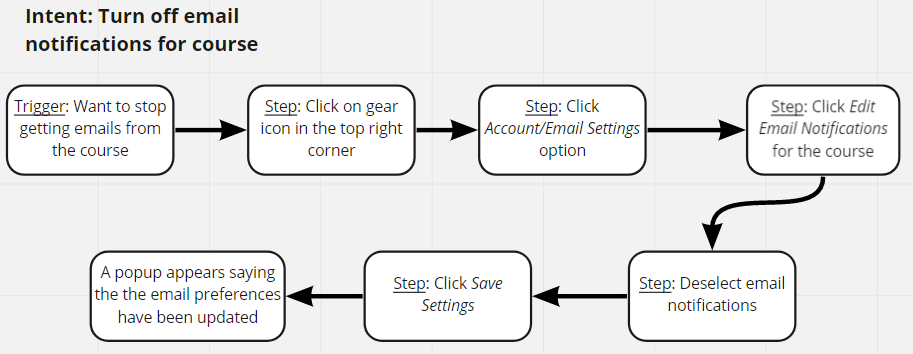 Intent: Turn off email
notifications for course
Trigger: Want to stop
getting emails from
the course
Step: Click on gear
icon in the top right
corner
Step: Click
Account/Email Settings
option
Step: Click Edit
Email Notifications
for the course
Step: Deselect email
notifications
Step: Click Save
Settings
A popup appears saying
the the email preferences
have been updated